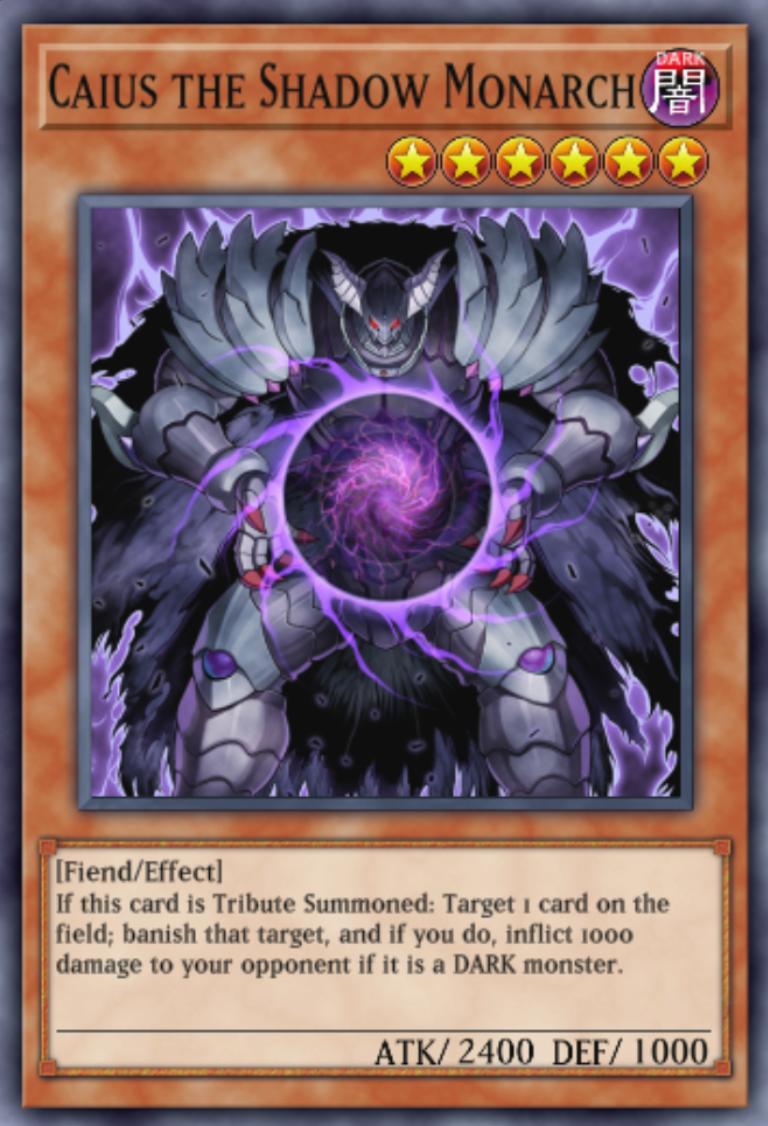 CAIUS THE SHADOW MONARCH
DARK
闇
[Fiend/Effect]
If this card is Tribute Summoned: Target 1 card on the
field; banish that target, and if you do, inflict 1000
damage to your opponent if it is a DARK monster.
ATK/ 2400 DEF/ 1000